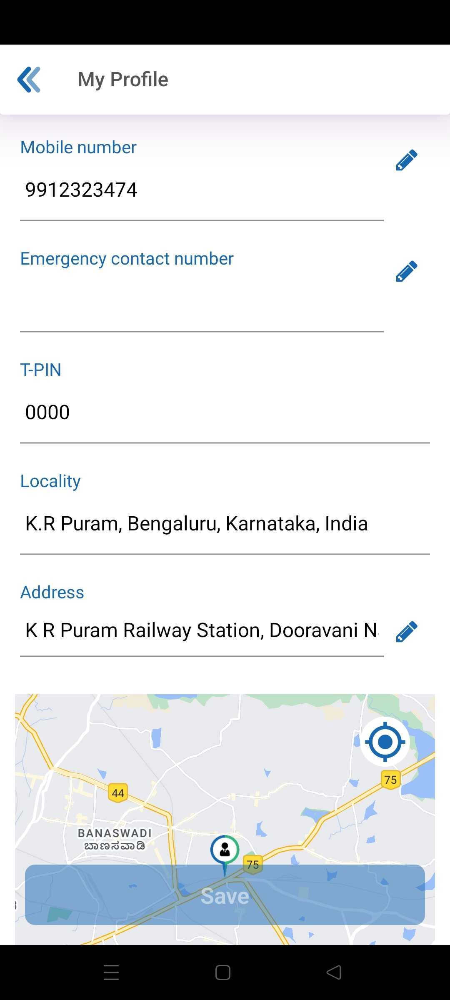 My Profile
Mobile number
9912323474
Emergency contact number
T-PIN
0000
Locality
K.R Puram, Bengaluru, Karnataka, India
Address
K R Puram Railway Station, Dooravani N
75
44
BANASWADI
ಬಾಣಸವಾಡಿ
75
Save